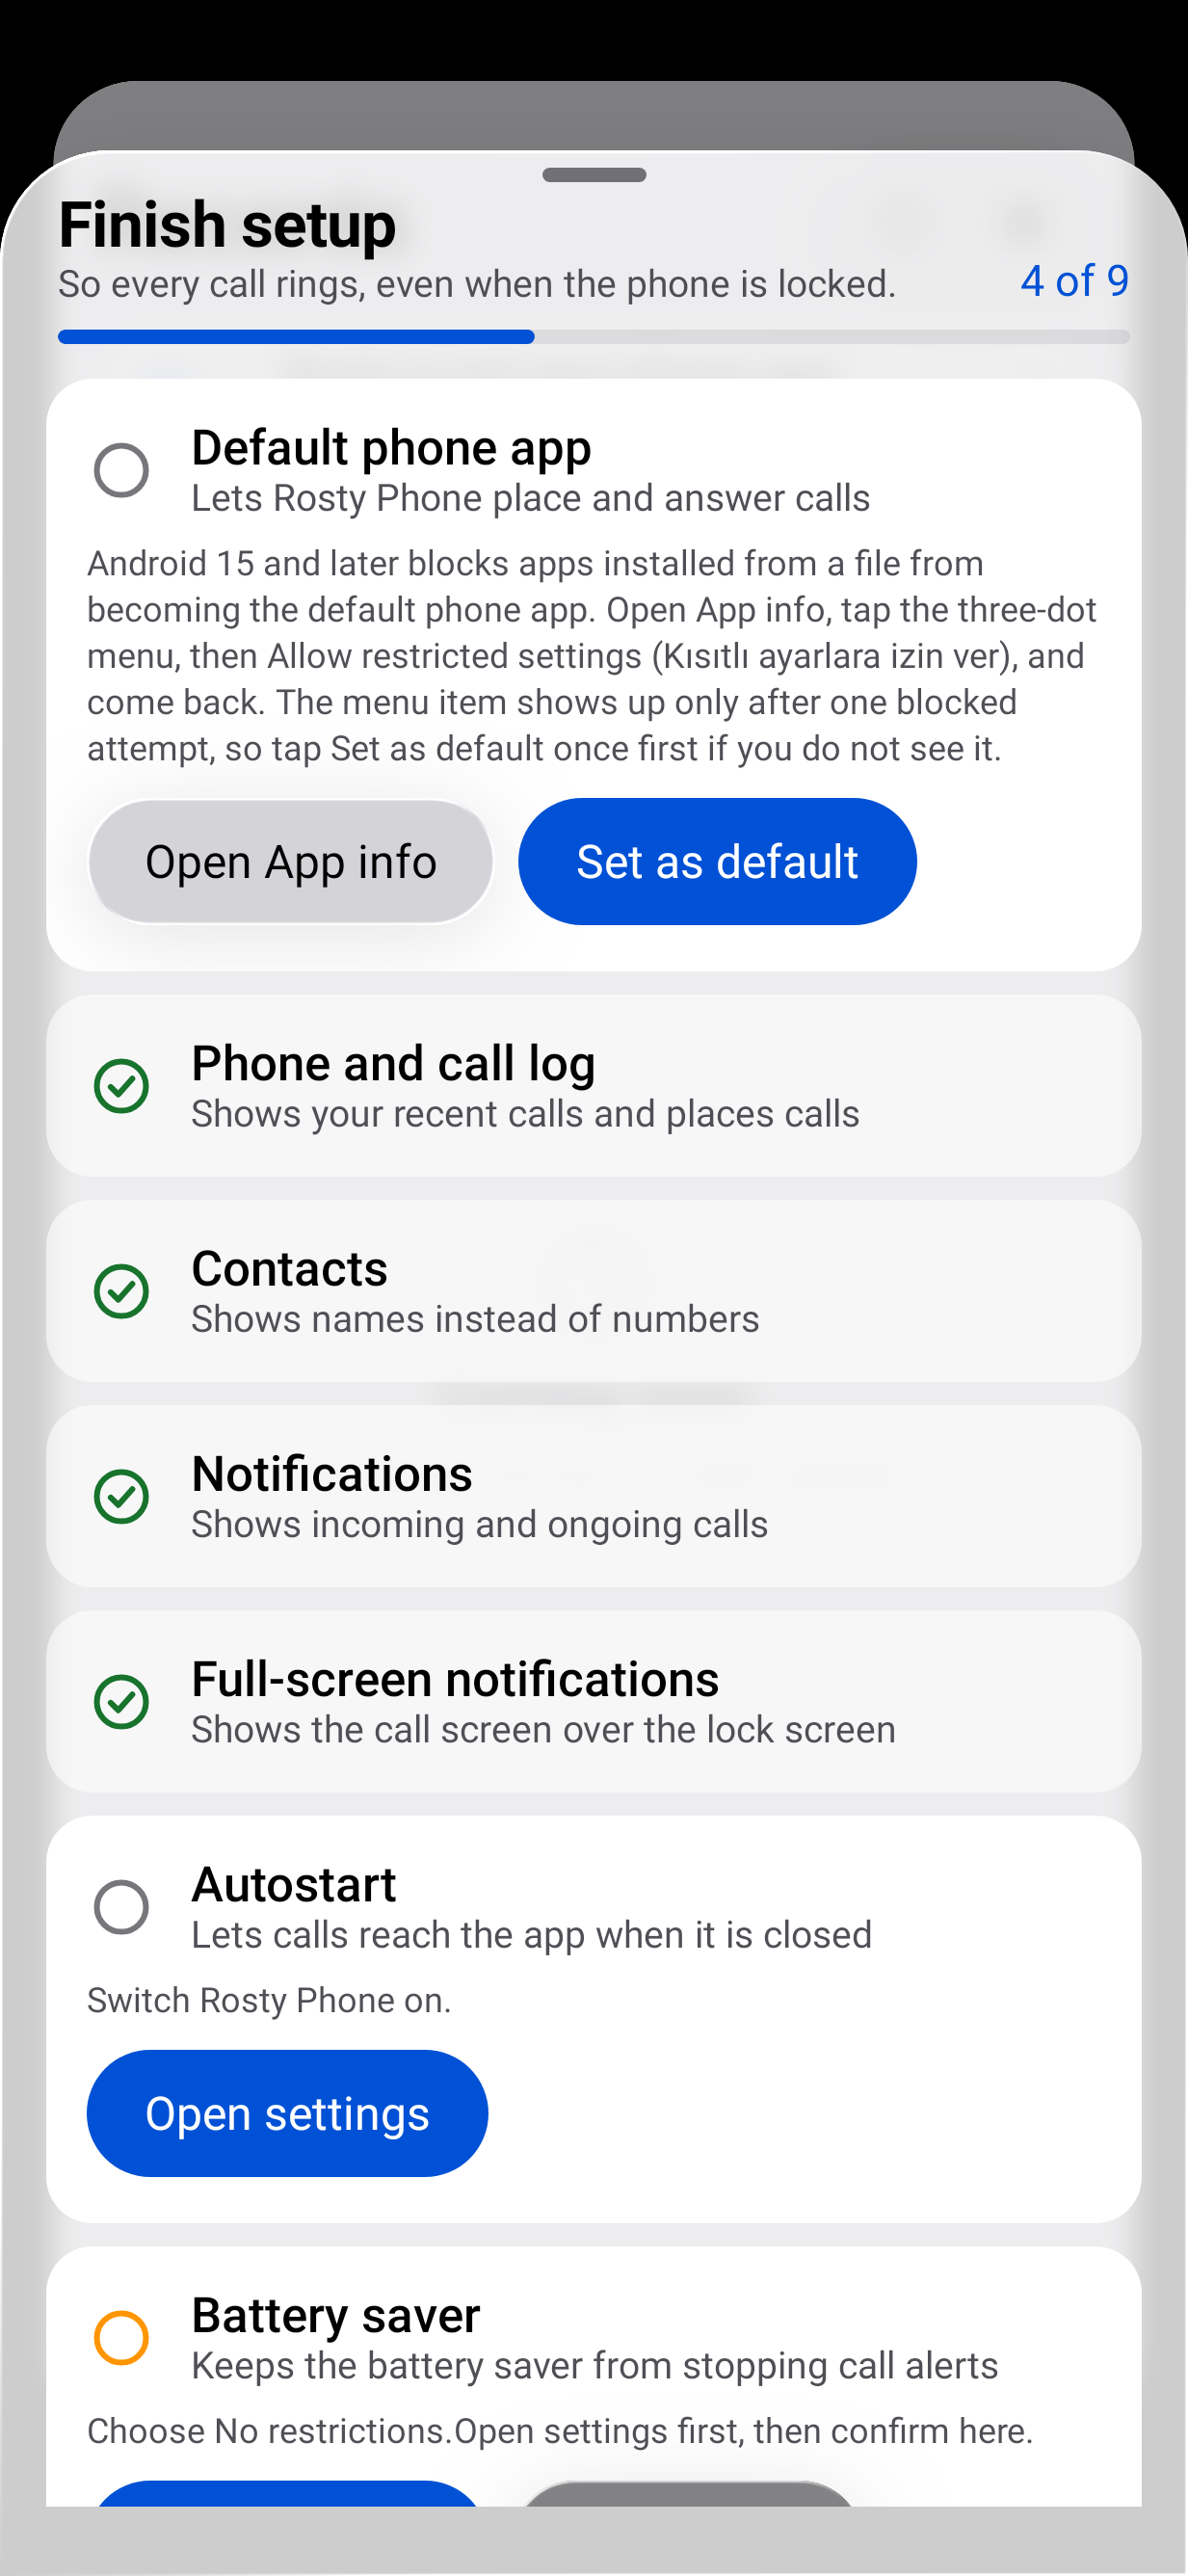 Finish setup
So every call rings, even when the phone is locked.
4 of 9
Default phone app
Lets Rosty Phone place and answer calls
Android 15 and later blocks apps installed from a file from
becoming the default phone app. Open App info, tap the three-dot
menu, then Allow restricted settings (Kısıtlı ayarlara izin ver), and
come back. The menu item shows up only after one blocked
attempt, so tap Set as default once first if you do not see it.
Open App info
Set as default
Phone and call log
Shows your recent calls and places calls
Contacts
Shows names instead of numbers
Notifications
Shows incoming and ongoing calls
Full-screen notifications
Shows the call screen over the lock screen
Autostart
Lets calls reach the app when it is closed
Switch Rosty Phone on.
Open settings
Battery saver
Keeps the battery saver from stopping call alerts
Choose No restrictions.Open settings first, then confirm here.